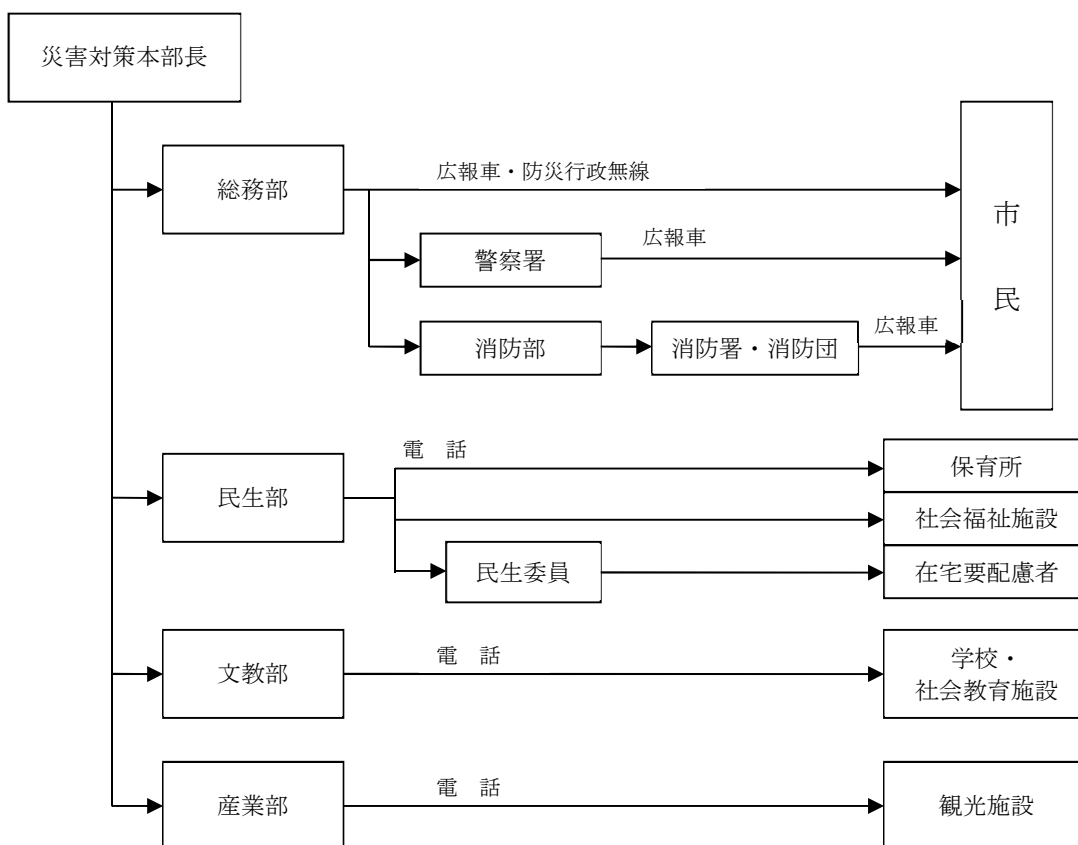 災害対策本部長
総務部
広報車・防災行政無線
市
民
警察署
広報車
消防部
消防署・消防団
広報車
民生部
電　話
保育所
社会福祉施設
民生委員
在宅要配慮者
文教部
電　話
学校・
社会教育施設
産業部
電　話
観光施設